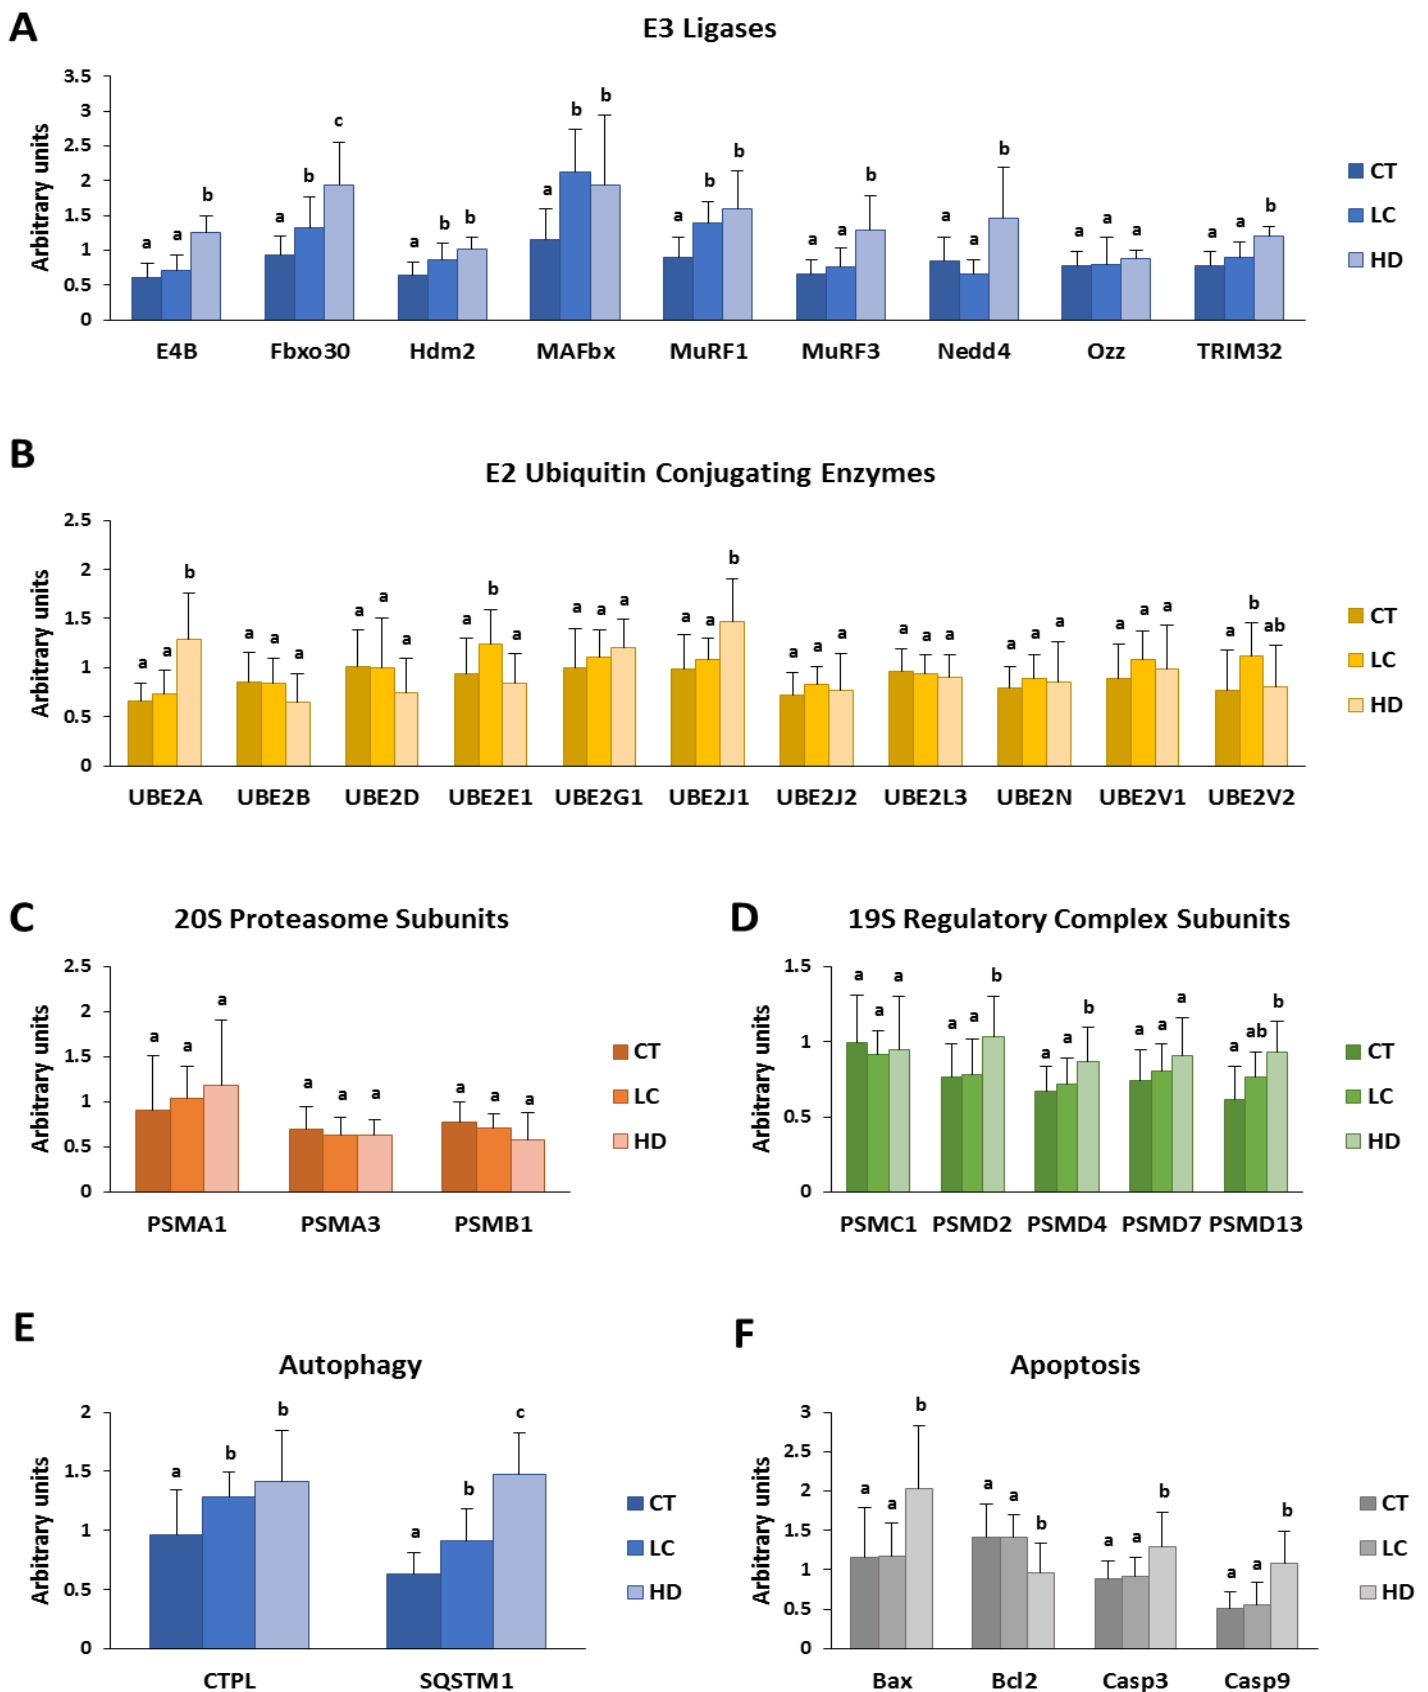 A
E3 Ligases
3.5
3
2.5
2
1.5
1
0.5
0
Arbitrary units
a a b
a b c
a b b
a b b
a b b
a a b
a a b
a a a
a a b
E4B Fbxo30 Hdm2 MAFbx MuRF1 MuRF3 Nedd4 Ozz TRIM32
CT
LC
HD
B
E2 Ubiquitin Conjugating Enzymes
2.5
2
1.5
1
0.5
0
Arbitrary units
a a b
a a a
a a a
a b a
a a a
a a b
a a a
a a a
a a a
a a a
a b ab
UBE2A UBE2B UBE2D UBE2E1 UBE2G1 UBE2J1 UBE2J2 UBE2L3 UBE2N UBE2V1 UBE2V2
CT
LC
HD
C
20S Proteasome Subunits
2.5
2
1.5
1
0.5
0
Arbitrary units
a a a
a a a
a a a
PSMA1 PSMA3 PSMB1
CT
LC
HD
D
19S Regulatory Complex Subunits
1.5
1
0.5
0
Arbitrary units
a a a
a a b
a a b
a a a
a ab b
PSMC1 PSMD2 PSMD4 PSMD7 PSMD13
CT
LC
HD
E
Autophagy
2
1.5
1
0.5
0
Arbitrary units
a b b
a b c
CTPL SQSTM1
CT
LC
HD
F
Apoptosis
3
2.5
2
1.5
1
0.5
0
Arbitrary units
a a b
a a b
a a b
a a b
Bax Bcl2 Casp3 Casp9
CT
LC
HD